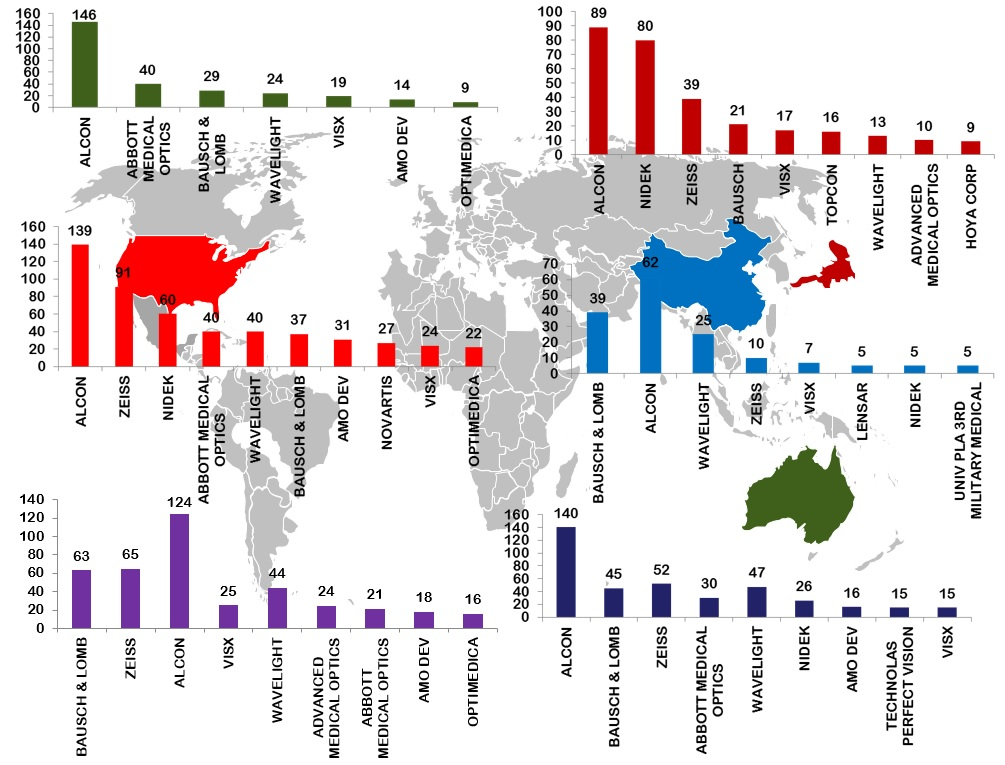 160
140
120
100
80
60
40
20
0
146
40
29
24
19
14
9
ALCON
ABBOTT
MEDICAL
OPTICS
BAUSCH &
LOMB
WAVELIGHT
VISX
AMO DEV
OPTIMEDICA
100
90
80
70
60
50
40
30
20
10
0
89
80
39
21
17
16
13
10
9
ALCON
NIDEK
ZEISS
BAUSCH
VISX
TOPCON
WAVELIGHT
ADVANCED
MEDICAL OPTICS
HOYA CORP
160
140
120
100
80
60
40
20
0
139
91
60
40
40
37
31
27
24
22
ALCON
ZEISS
NIDEK
ABBOTT MEDICAL
OPTICS
WAVELIGHT
BAUSCH & LOMB
AMO DEV
NOVARTIS
VISX
OPTIMEDICA
70
60
50
40
30
20
10
0
39
62
25
10
7
5
5
5
BAUSCH & LOMB
ALCON
WAVELIGHT
ZEISS
VISX
LENSAR
NIDEK
UNIV PLA 3RD
MILITARY MEDICAL
140
120
100
80
60
40
20
0
63
65
124
25
44
24
21
18
16
BAUSCH & LOMB
ZEISS
ALCON
VISX
WAVELIGHT
ADVANCED
MEDICAL OPTICS
ABBOTT
MEDICAL OPTICS
AMO DEV
OPTIMEDICA
160
140
120
100
80
60
40
20
0
140
45
52
30
47
26
16
15
15
ALCON
BAUSCH & LOMB
ZEISS
ABBOTT MEDICAL
OPTICS
WAVELIGHT
NIDEK
AMO DEV
TECHNOLAS
PERFECT VISION
VISX